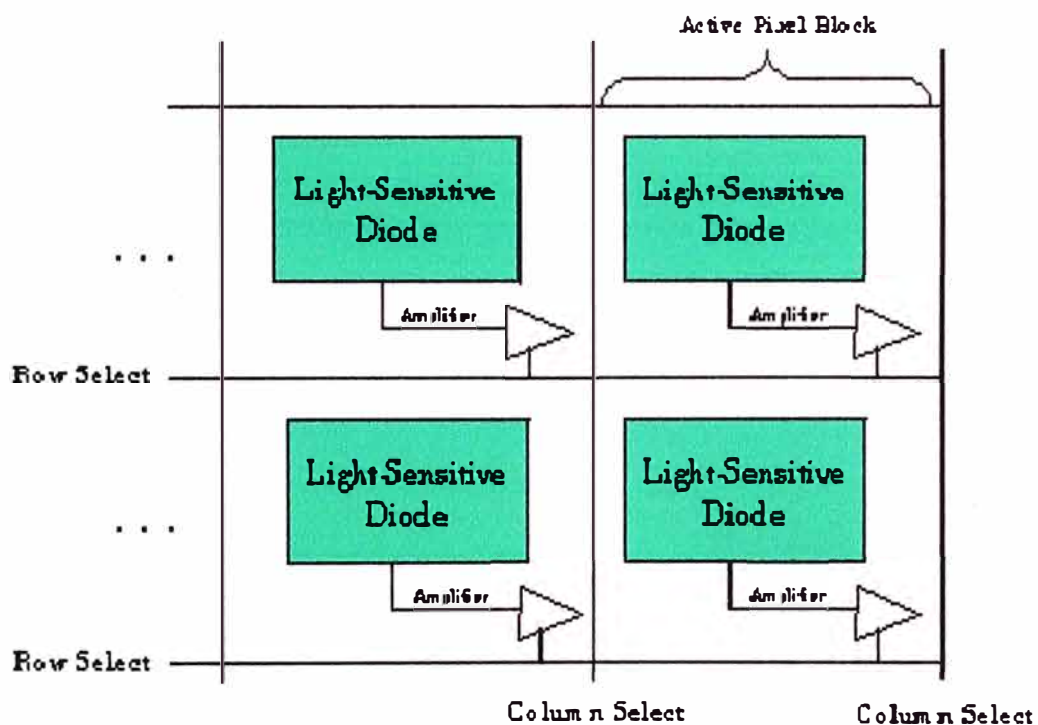 Active Pixel Block
Light-Sensitive
Diode
Light-Sensitive
Diode
. . .
Amplifier
Amplifier
Row Select
Light-Sensitive
Diode
Light-Sensitive
Diode
. . .
Amplifier
Amplifier
Row Select
Column Select
Column Select